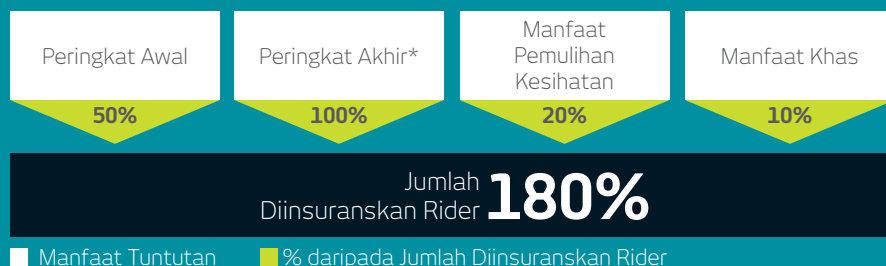 Peringkat Awal
50%
Peringkat Akhir*
100%
Manfaat
Pemulihan
Kesihatan
20%
Manfaat Khas
10%
Jumlah
Diinsuranskan Rider 180%
Manfaat Tuntutan
% daripada Jumlah Diinsuranskan Rider